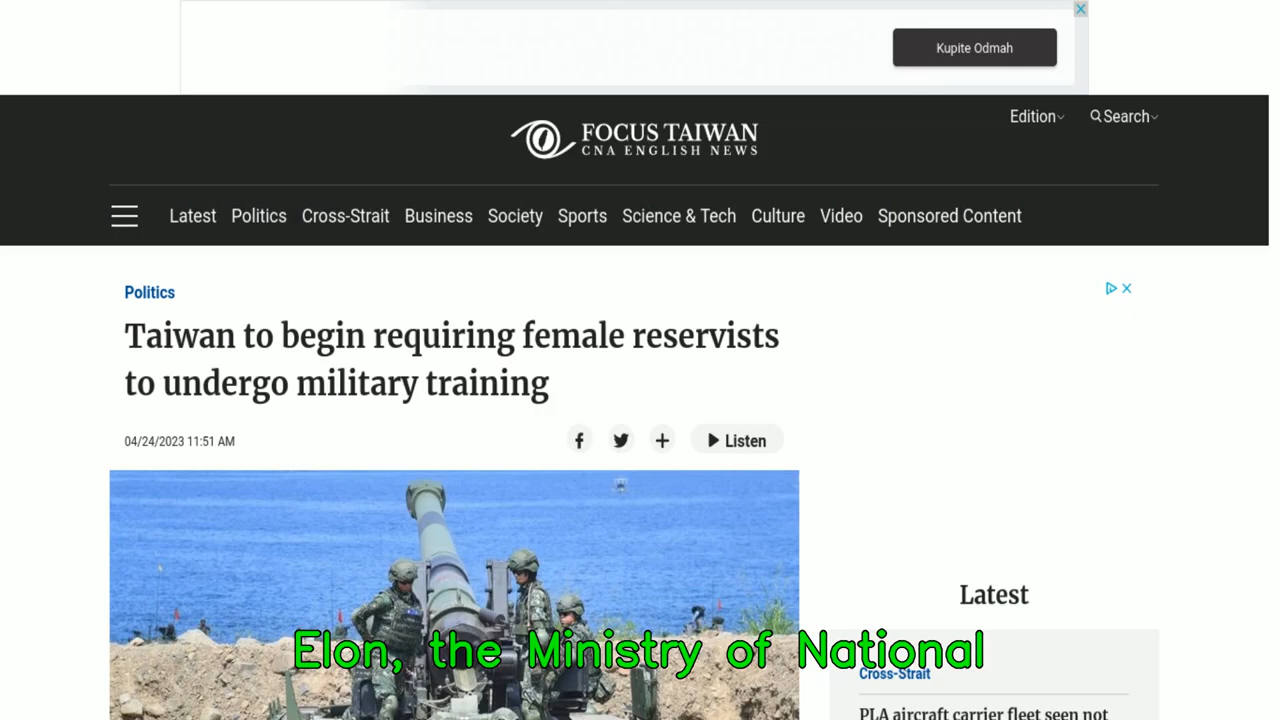 Kupite Odmah
Edition
Search
FOCUS TAIWAN
CNA ENGLISH NEWS
Latest Politics Cross-Strait Business Society Sports Science & Tech Culture Video Sponsored Content
Politics
Taiwan to begin requiring female reservists
to undergo military training
04/24/2023 11:51 AM
Listen
Latest
Elon, the Ministry of National
Cross-Strait
PLA aircraft carrier fleet seen not